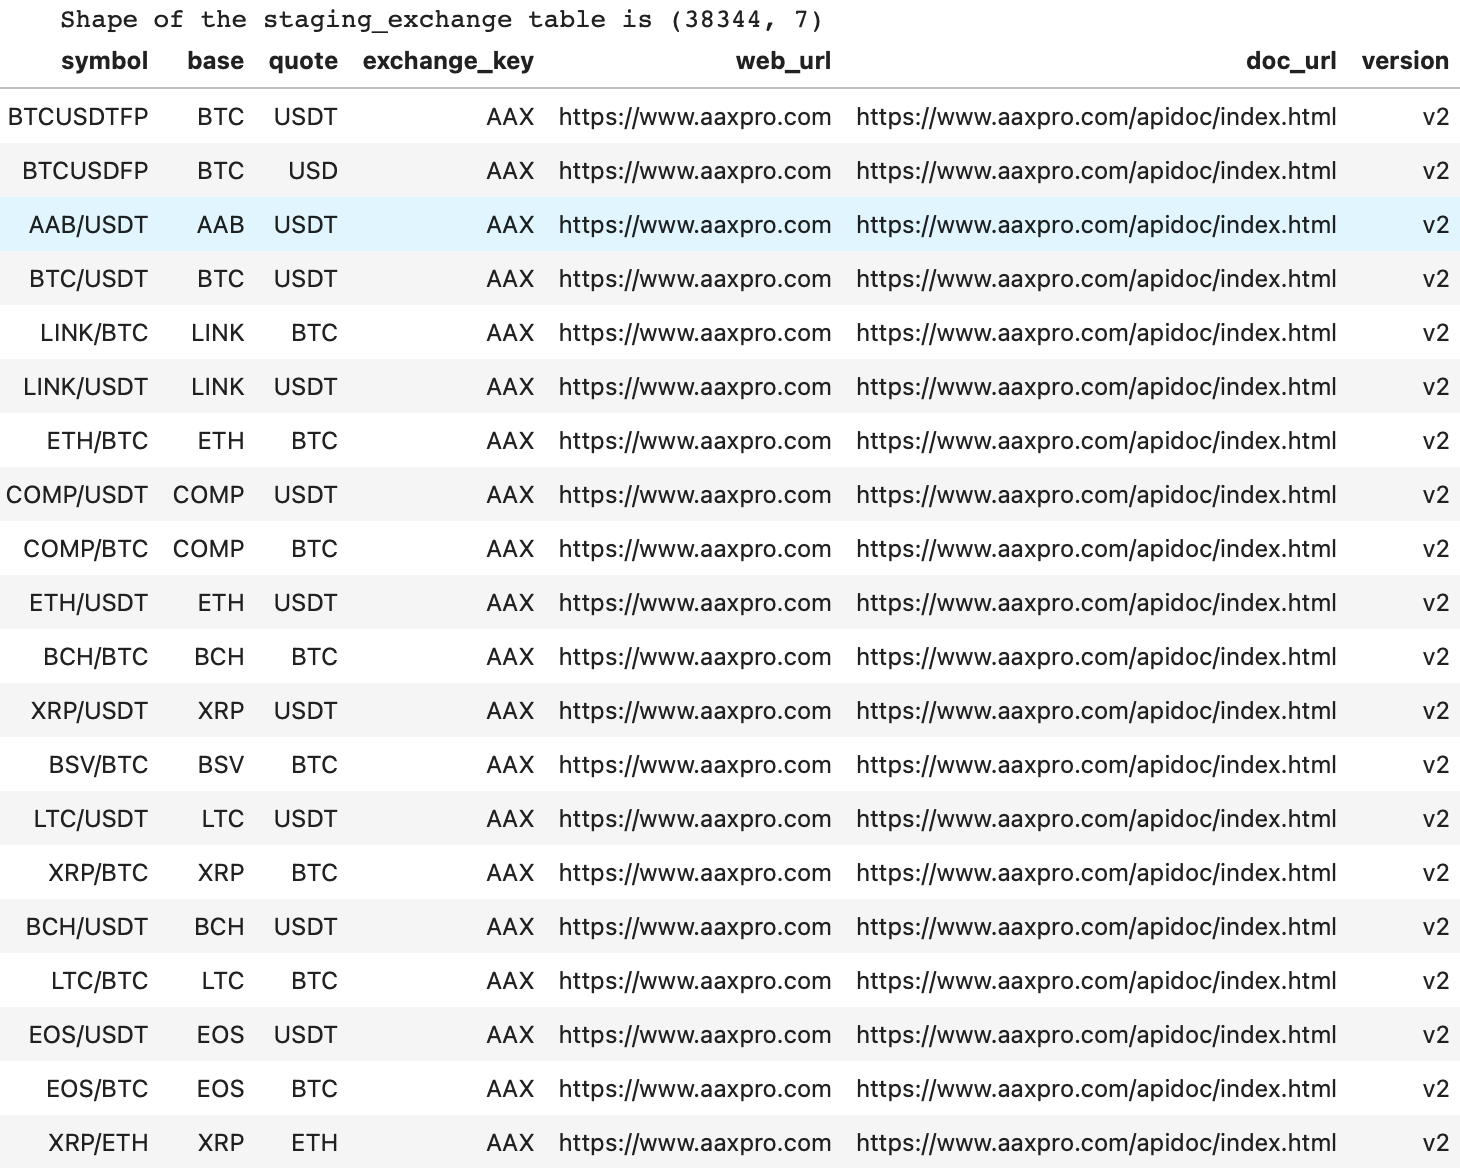 Shape of the staging_exchange table is (38344, 7)
symbol base quote exchange_key web_url doc_url version
BTCUSDTFP BTC USDT AAX https://www.aaxpro.com https://www.aaxpro.com/apidoc/index.html v2
BTCUSDFP BTC USD AAX https://www.aaxpro.com https://www.aaxpro.com/apidoc/index.html v2
AAB/USDT AAB USDT AAX https://www.aaxpro.com https://www.aaxpro.com/apidoc/index.html v2
BTC/USDT BTC USDT AAX https://www.aaxpro.com https://www.aaxpro.com/apidoc/index.html v2
LINK/BTC LINK BTC AAX https://www.aaxpro.com https://www.aaxpro.com/apidoc/index.html v2
LINK/USDT LINK USDT AAX https://www.aaxpro.com https://www.aaxpro.com/apidoc/index.html v2
ETH/BTC ETH BTC AAX https://www.aaxpro.com https://www.aaxpro.com/apidoc/index.html v2
COMP/USDT COMP USDT AAX https://www.aaxpro.com https://www.aaxpro.com/apidoc/index.html v2
COMP/BTC COMP BTC AAX https://www.aaxpro.com https://www.aaxpro.com/apidoc/index.html v2
ETH/USDT ETH USDT AAX https://www.aaxpro.com https://www.aaxpro.com/apidoc/index.html v2
BCH/BTC BCH BTC AAX https://www.aaxpro.com https://www.aaxpro.com/apidoc/index.html v2
XRP/USDT XRP USDT AAX https://www.aaxpro.com https://www.aaxpro.com/apidoc/index.html v2
BSV/BTC BSV BTC AAX https://www.aaxpro.com https://www.aaxpro.com/apidoc/index.html v2
LTC/USDT LTC USDT AAX https://www.aaxpro.com https://www.aaxpro.com/apidoc/index.html v2
XRP/BTC XRP BTC AAX https://www.aaxpro.com https://www.aaxpro.com/apidoc/index.html v2
BCH/USDT BCH USDT AAX https://www.aaxpro.com https://www.aaxpro.com/apidoc/index.html v2
LTC/BTC LTC BTC AAX https://www.aaxpro.com https://www.aaxpro.com/apidoc/index.html v2
EOS/USDT EOS USDT AAX https://www.aaxpro.com https://www.aaxpro.com/apidoc/index.html v2
EOS/BTC EOS BTC AAX https://www.aaxpro.com https://www.aaxpro.com/apidoc/index.html v2
XRP/ETH XRP ETH AAX https://www.aaxpro.com https://www.aaxpro.com/apidoc/index.html v2